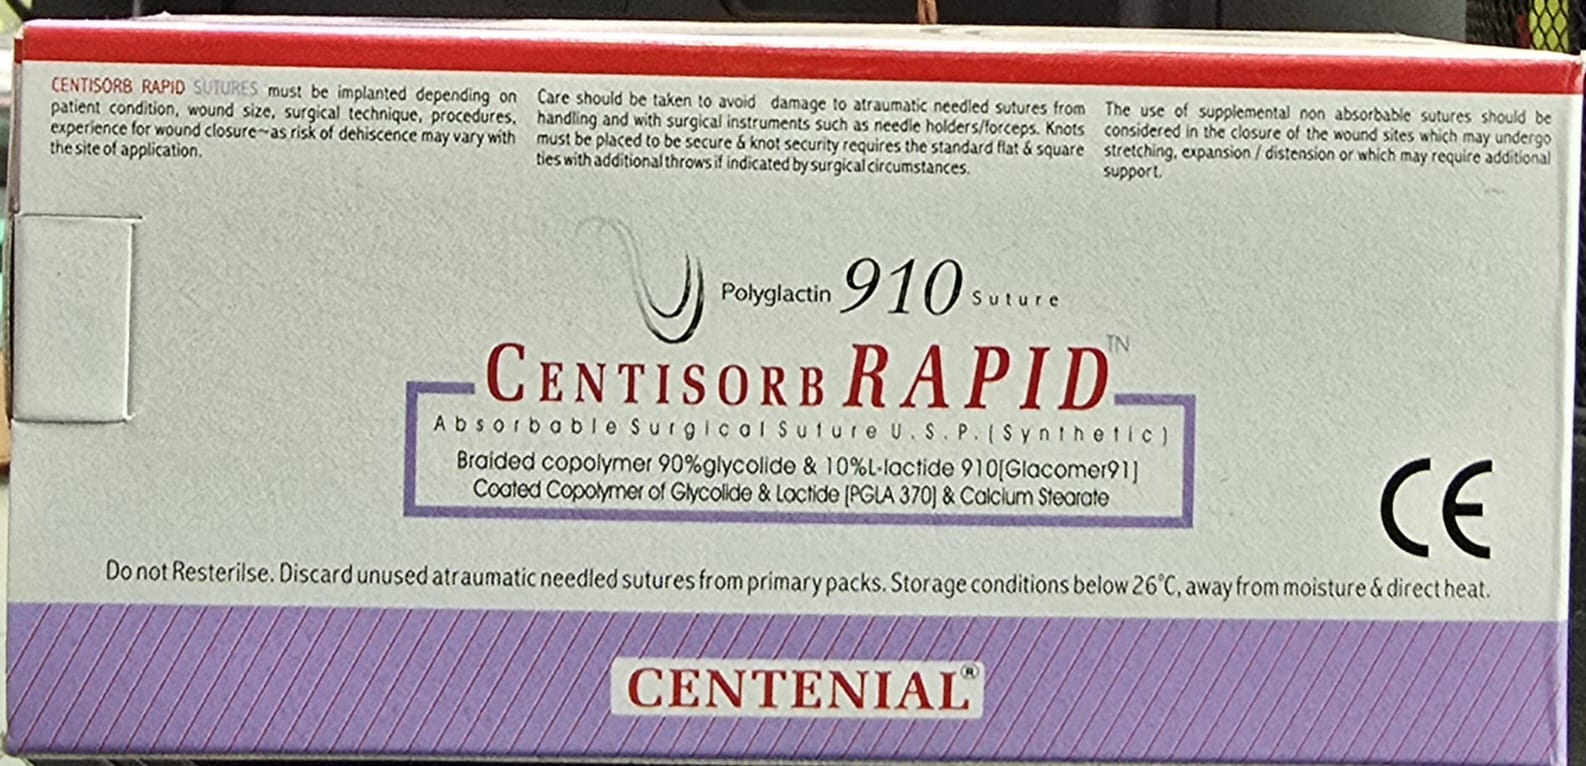 CENTISORB RAPID SUTURES must be implanted depending on
patient condition, wound size, surgical technique, procedures,
experience for wound closure~as risk of dehiscence may vary with
the site of application.
Care should be taken to avoid damage to atraumatic needled sutures from
handling and with surgical instruments such as needle holders/forceps. Knots
must be placed to be secure & knot security requires the standard flat & square
ties with additional throws if indicated by surgical circumstances.
The use of supplemental non absorbable sutures should be
considered in the closure of the wound sites which may undergo
stretching, expansion / distension or which may require additional
support.
Polyglactin 910 Suture
CENTISORB RAPID TN
Absorbable Surgical Suture U.S.P. (Synthetic)
Braided copolymer 90%glycolide & 10%L-lactide 910[Glacomer91]
Coated Copolymer of Glycolide & Lactide [PGLA 370] & Calcium Stearate
CE
Do not Resterilse. Discard unused atraumatic needled sutures from primary packs. Storage conditions below 26°C, away from moisture & direct heat.
CENTENIAL®